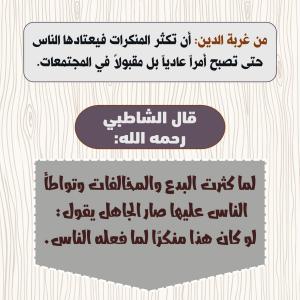 من غربة الدين: أن تكثر المنكرات فيعتادها الناس
حتى تصبح أمراً عادياً بل مقبولاً في المجتمعات.
قال الشاطبي
رحمه الله:
لما كثرت البدع والمخالفات وتواطأ
الناس عليها صار الجاهل يقول:
لو كان هذا منكرًا لما فعله الناس.